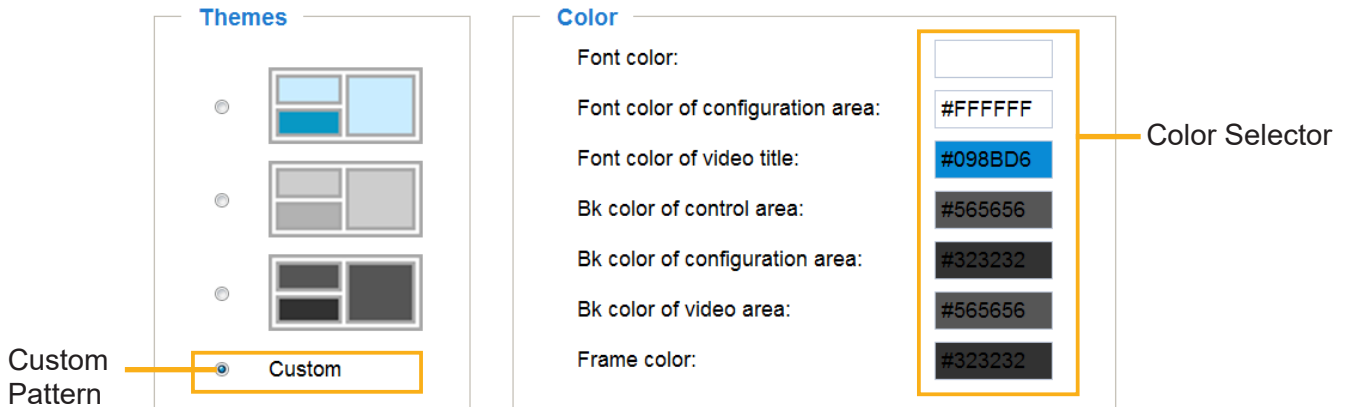 Themes
Color
Font color:
Font color of configuration area: #FFFFFF
Font color of video title: #098BD6
Bk color of control area: #565656
Bk color of configuration area: #323232
Bk color of video area: #565656
Frame color: #323232
Color Selector
Custom
Pattern
Custom